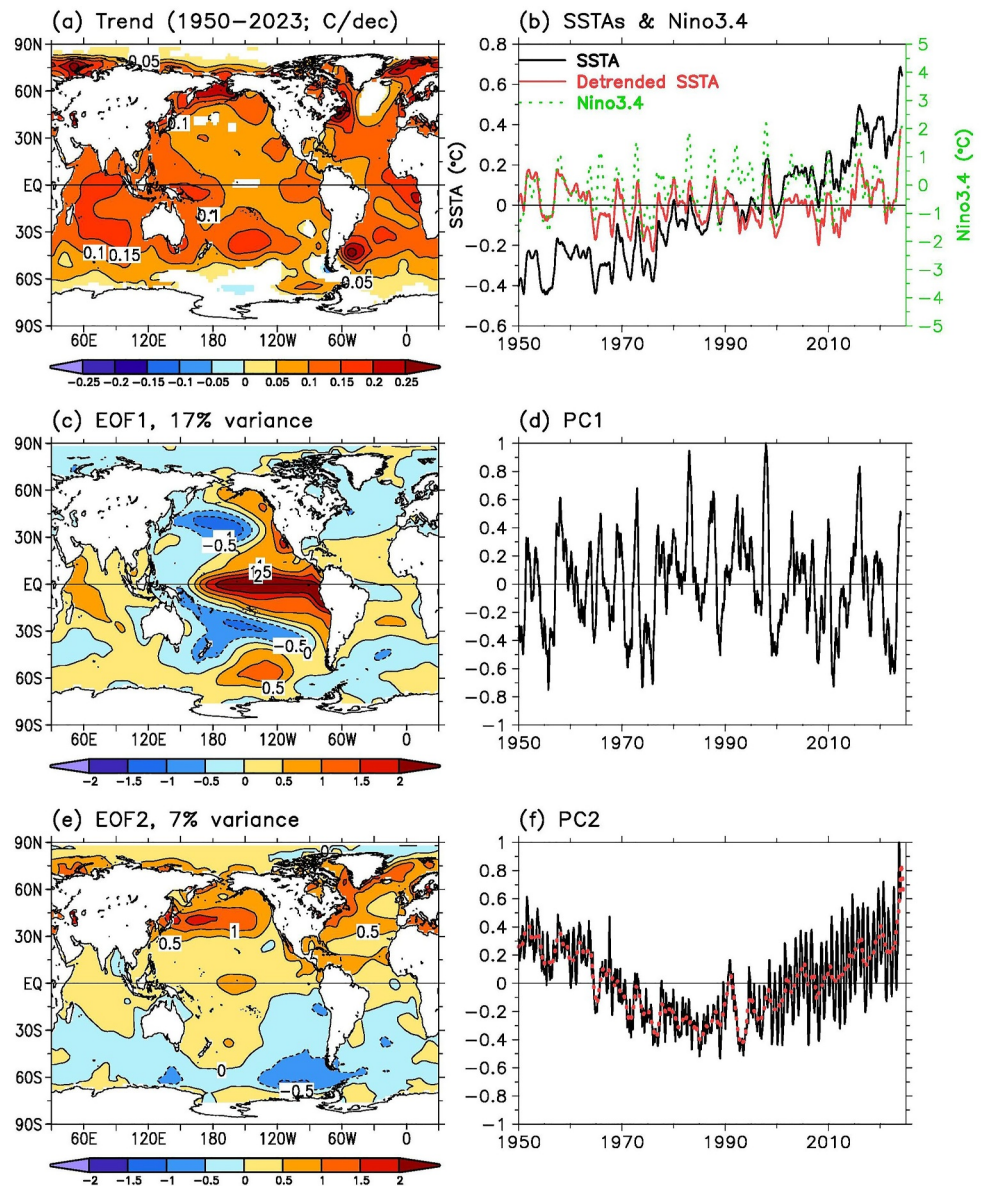 (a) Trend (1950−2023; C/dec)
90N
60N
30N
EQ
30S
60S
90S
0.05
0.1
0.1
0.1 0.15
0.05
60E 120E 180 120W 60W 0
−0.25 −0.15 −0.1 −0.05 0 0.05 0.1 0.15 0.2 0.25
(b) SSTAs & Nino3.4
SSTA
Detrended SSTA
Nino3.4
SSTA (°C)
0.8
0.6
0.4
0.2
0
−0.2
−0.4
−0.6
5
4
3
2
1
0
−1
−2
−3
−4
−5
Nino3.4 (°C)
1950 1970 1990 2010
(c) EOF1, 17% variance
90N
60N
30N
EQ
30S
60S
90S
−0.5
−0.5
0
0.5
60E 120E 180 120W 60W 0
−2 −1.5 −1 −0.5 0 0.5 1 1.5 2
(d) PC1
1
0.8
0.6
0.4
0.2
0
−0.2
−0.4
−0.6
−0.8
−1
1950 1970 1990 2010
(e) EOF2, 7% variance
90N
60N
30N
EQ
30S
60S
90S
0.5
1
0.5
0
−0.5
60E 120E 180 120W 60W 0
−2 −1.5 −1 −0.5 0 0.5 1 1.5 2
(f) PC2
1
0.8
0.6
0.4
0.2
0
−0.2
−0.4
−0.6
−0.8
−1
1950 1970 1990 2010